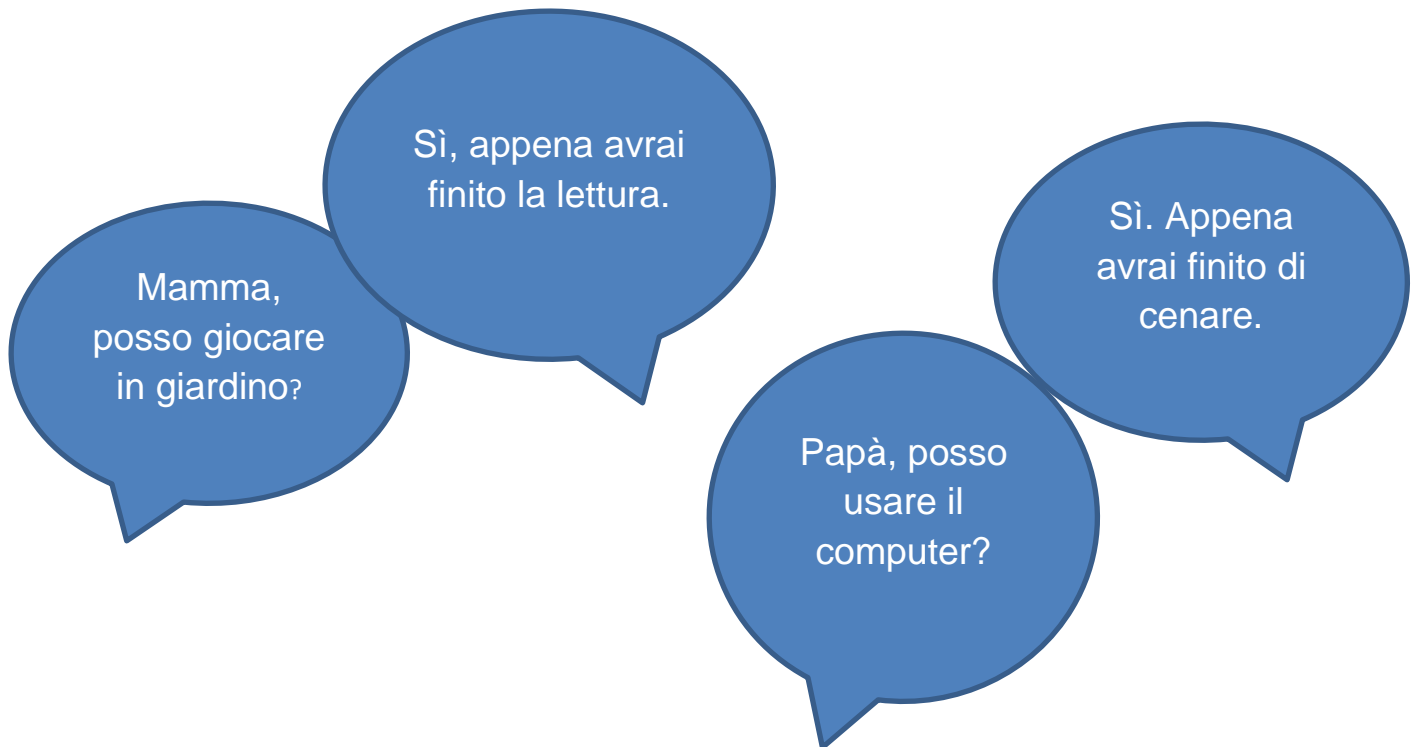 Mamma,
posso giocare
in giardino?
Sì, appena avrai
finito la lettura.
Papà, posso
usare il
computer?
Sì. Appena
avrai finito di
cenare.